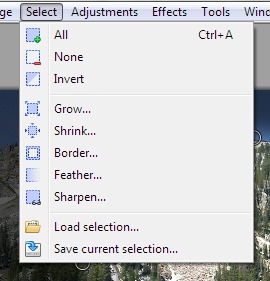 ge Select Adjustments Effects Tools Windo
All Ctrl+A
None
Invert
Grow...
Shrink...
Border...
Feather...
Sharpen...
Load selection...
Save current selection...